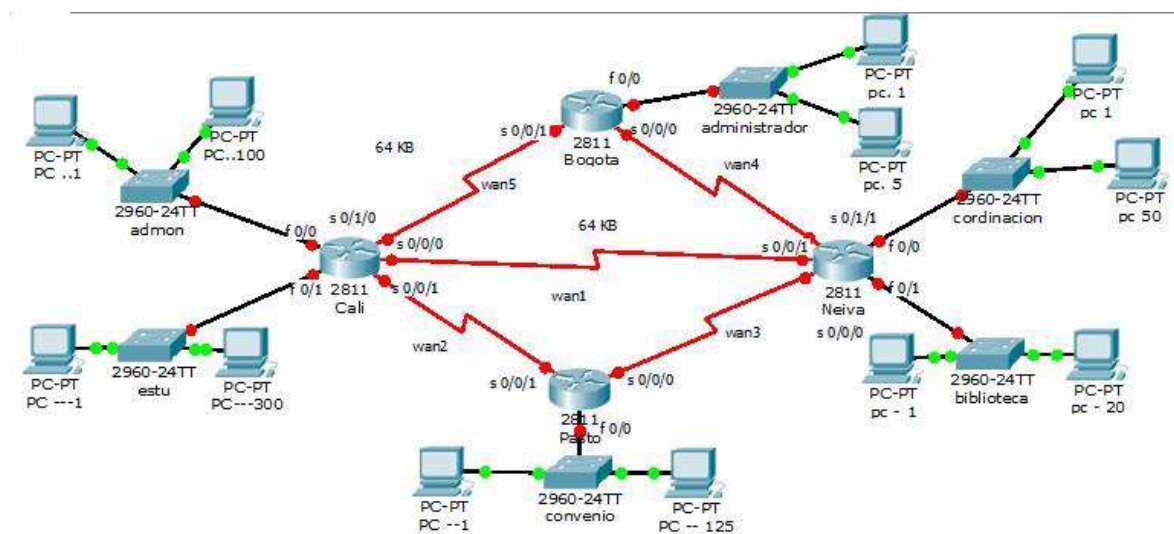 PC-PT
PC ..1
PC-PT
PC..100
2960-24TT
admon
f 0/0
f 0/1
2960-24TT
estu
PC-PT
PC ---1
PC-PT
PC---300
2811
Cali
s 0/1/0
s 0/0/0
s 0/0/1
64 KB
wan5
s 0/0/1
2811
Bogota
f 0/0
s 0/0/0
2960-24TT
administrador
PC-PT
pc. 1
PC-PT
pc. 5
wan4
64 KB
wan1
wan2
wan3
s 0/0/1
2811
Pasto
s 0/0/0
f 0/0
2960-24TT
convenio
PC-PT
PC --1
PC-PT
PC -- 125
s 0/1/1
s 0/0/1
f 0/0
f 0/1
2811
Neiva
s 0/0/0
2960-24TT
cordinacion
PC-PT
pc 1
PC-PT
pc 50
2960-24TT
biblioteca
PC-PT
pc - 1
PC-PT
pc - 20